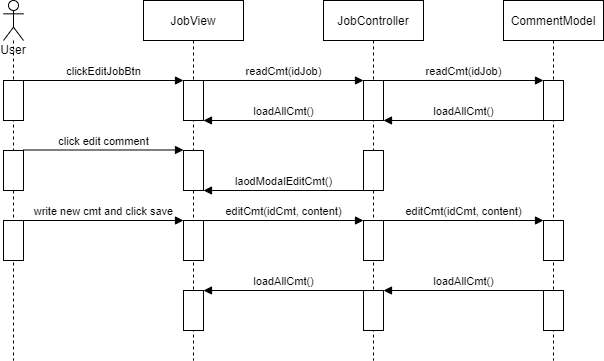 JobView
JobController
CommentModel
User
clickEditJobBtn
readCmt(idJob)
readCmt(idJob)
loadAllCmt()
loadAllCmt()
click edit comment
laodModalEditCmt()
write new cmt and click save
editCmt(idCmt, content)
editCmt(idCmt, content)
loadAllCmt()
loadAllCmt()